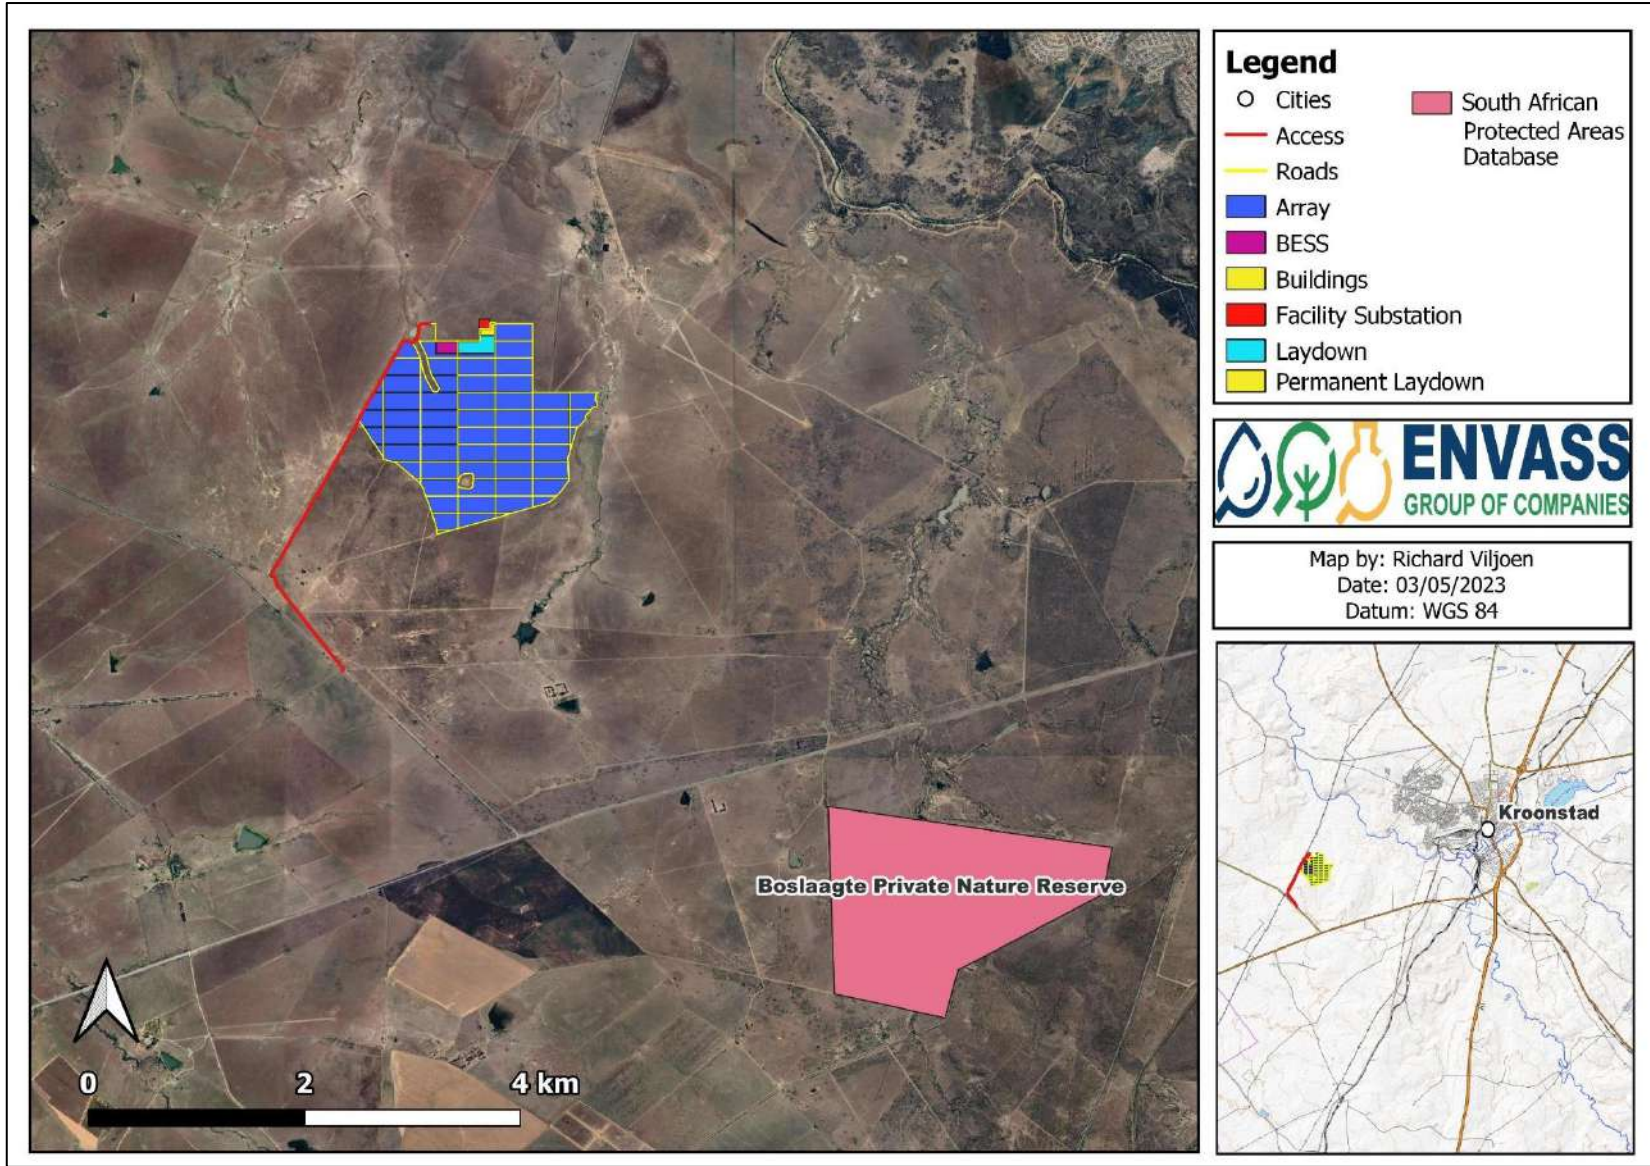 Legend
Cities
Access
Roads
Array
BESS
Buildings
Facility Substation
Laydown
Permanent Laydown
South African
Protected Areas
Database
ENVASS
GROUP OF COMPANIES
Map by: Richard Viljoen
Date: 03/05/2023
Datum: WGS 84
Kroonstad
Boslaagte Private Nature Reserve
0 2 4 km